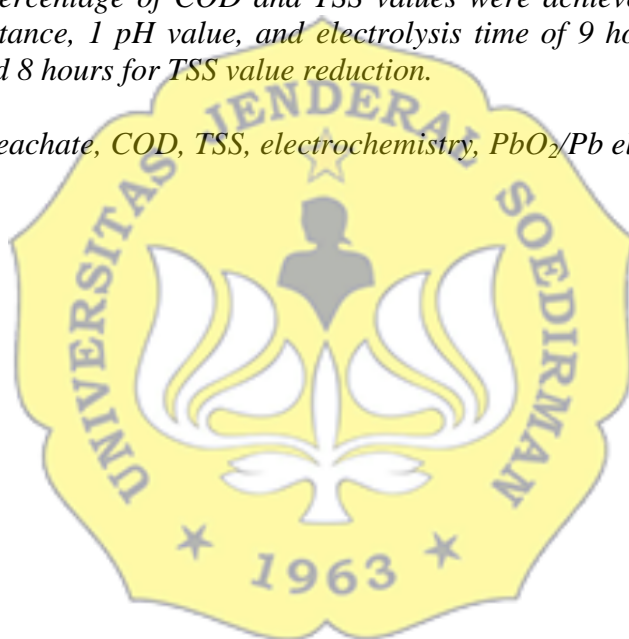 ercentage of COD and TSS values were achieve
tance, 1 pH value, and electrolysis time of 9 ho
d 8 hours for TSS value reduction.
eachate, COD, TSS, electrochemistry, PbO₂/Pb el
UNIVERSITAS JENDERAL SOEDIRMAN
1963